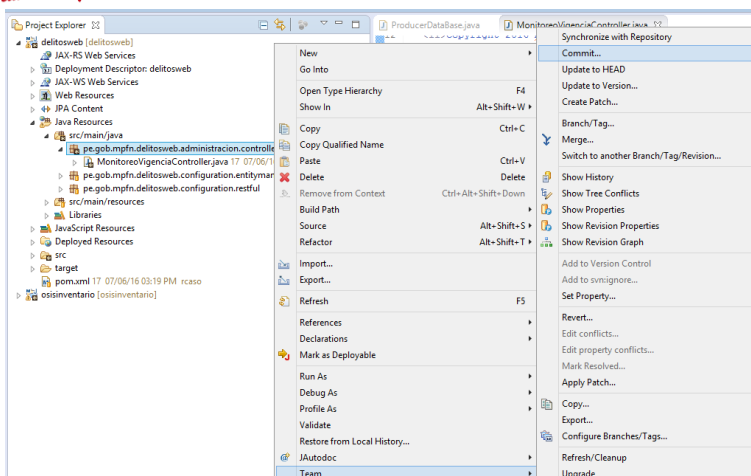 Project Explorer
ProducerDataBase.java
MonitoreoVigenciaController.java
delitosweb [delitosweb]
JAX-RS Web Services
Deployment Descriptor: delitosweb
JAX-WS Web Services
Web Resources
JPA Content
Java Resources
src/main/java
pe.gob.mpfn.delitosweb.administracion.controlle
MonitoreoVigenciaController.java 17 07/06/1
pe.gob.mpfn.delitosweb.configuration.entityman
pe.gob.mpfn.delitosweb.configuration.restful
src/main/resources
Libraries
JavaScript Resources
Deployed Resources
src
target
pom.xml 17 07/06/16 03:19 PM rcaso
osisinventario [osisinventario]
New
Go Into
Open Type Hierarchy F4
Show In Alt+Shift+W
Copy Ctrl+C
Copy Qualified Name
Paste Ctrl+V
Delete Delete
Remove from Context Ctrl+Alt+Shift+Down
Build Path
Source Alt+Shift+S
Refactor Alt+Shift+T
Import...
Export...
Refresh F5
References
Declarations
Mark as Deployable
Run As
Debug As
Profile As
Validate
Restore from Local History...
JAutodoc
Team
Synchronize with Repository
Commit...
Update to HEAD
Update to Version...
Create Patch...
Branch/Tag...
Merge...
Switch to another Branch/Tag/Revision...
Show History
Show Tree Conflicts
Show Properties
Show Revision Properties
Show Revision Graph
Add to Version Control
Add to svn:ignore...
Set Property...
Revert...
Edit conflicts...
Edit property conflicts...
Mark Resolved...
Apply Patch...
Copy...
Export...
Configure Branches/Tags...
Refresh/Cleanup
Upgrade